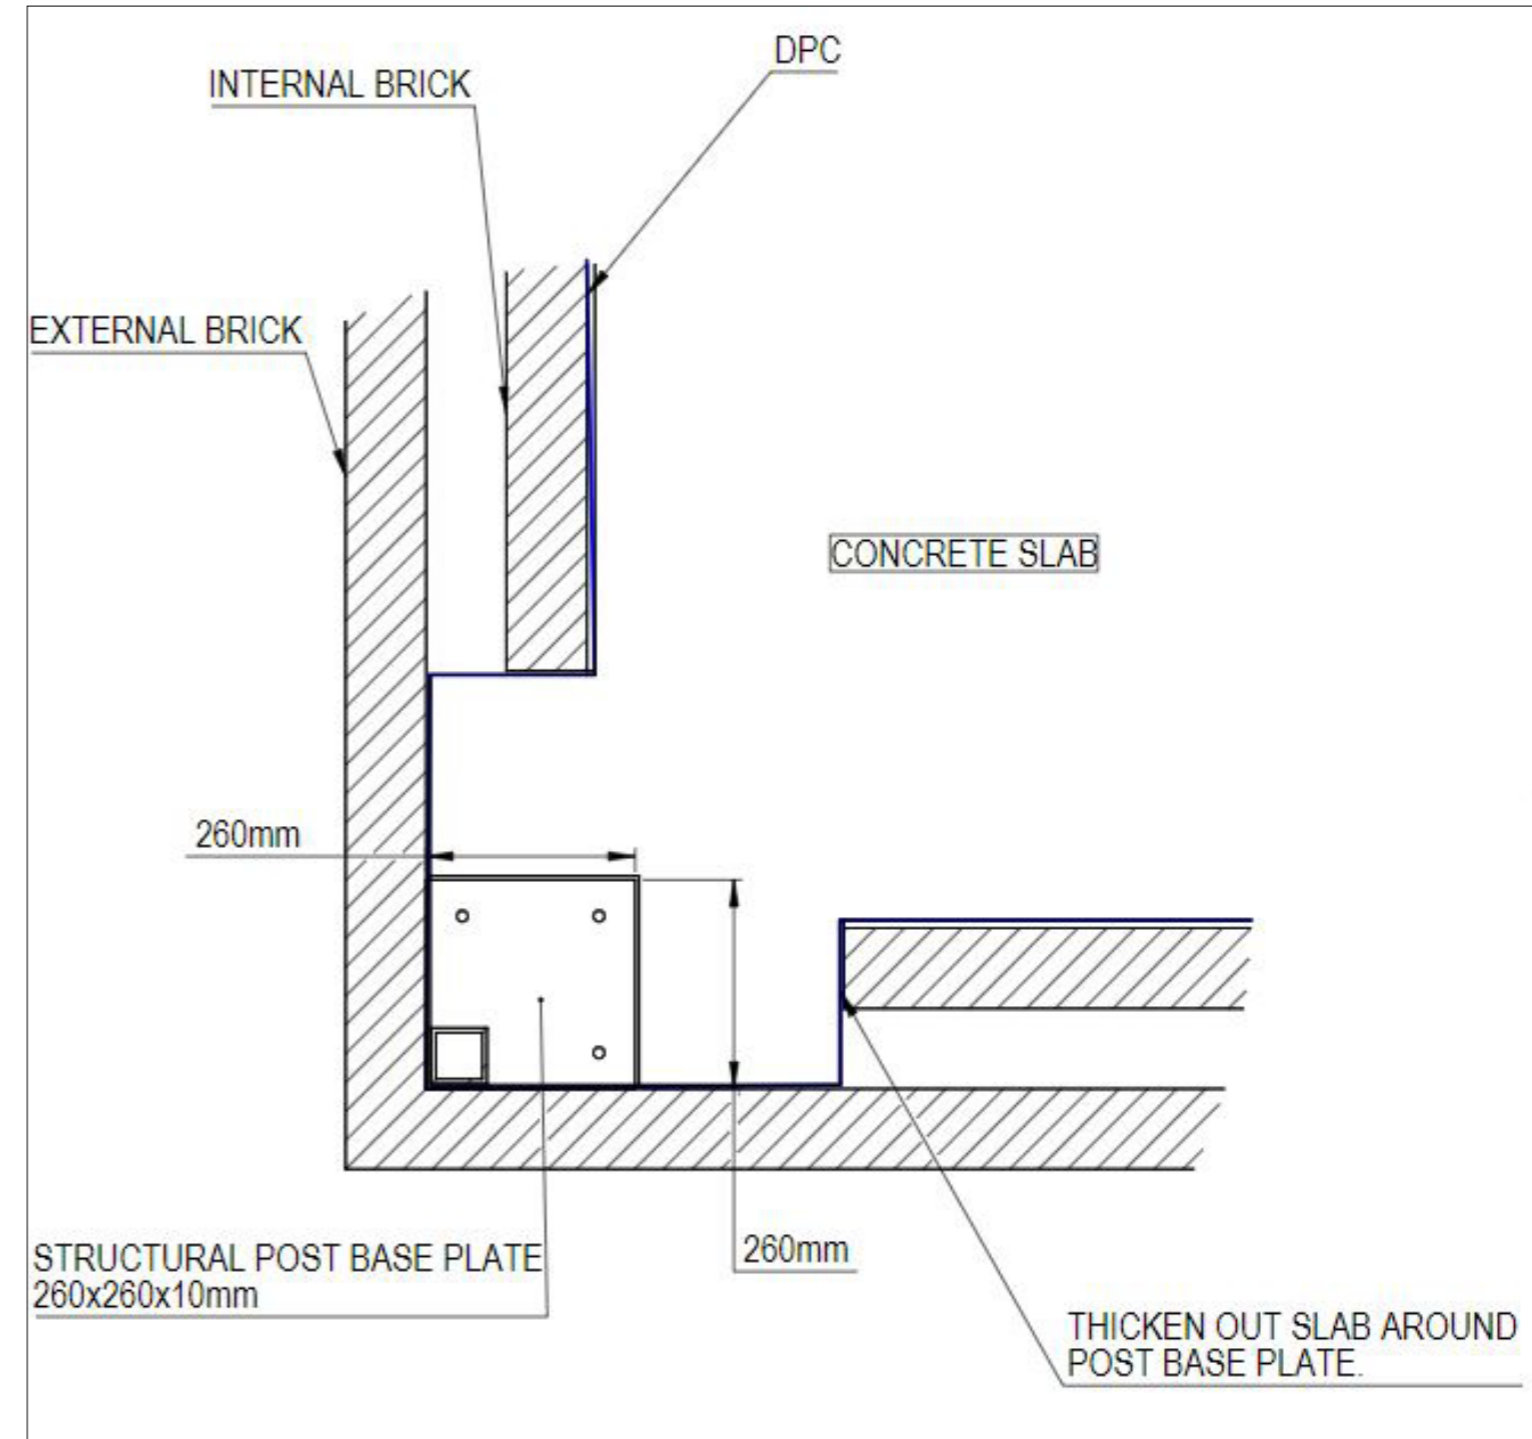 DPC
INTERNAL BRICK
EXTERNAL BRICK
CONCRETE SLAB
260mm
260mm
STRUCTURAL POST BASE PLATE
260x260x10mm
THICKEN OUT SLAB AROUND
POST BASE PLATE.